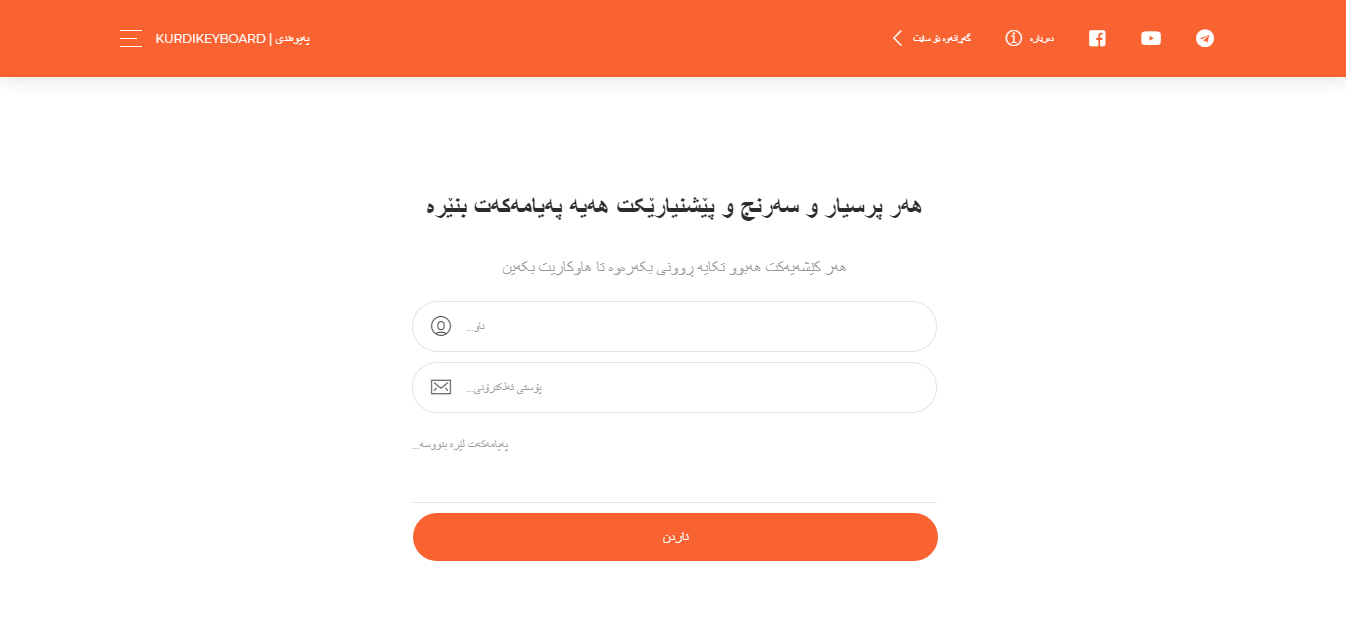 KURDIKEYBOARD | پەیوەندی
گەڕانەوە بۆ سایت
دەربارە
هەر پرسیار و سەرنج و پێشنیارێکت هەیە پەیامەکەت بنێرە
هەر کێشەیەکت هەبوو تکایە ڕوونی بکەرەوە تا هاوکاریت بکەین
ناو...
پۆستی ئەلکترۆنی...
پەیامەکەت لێرە بنووسە...
ناردن